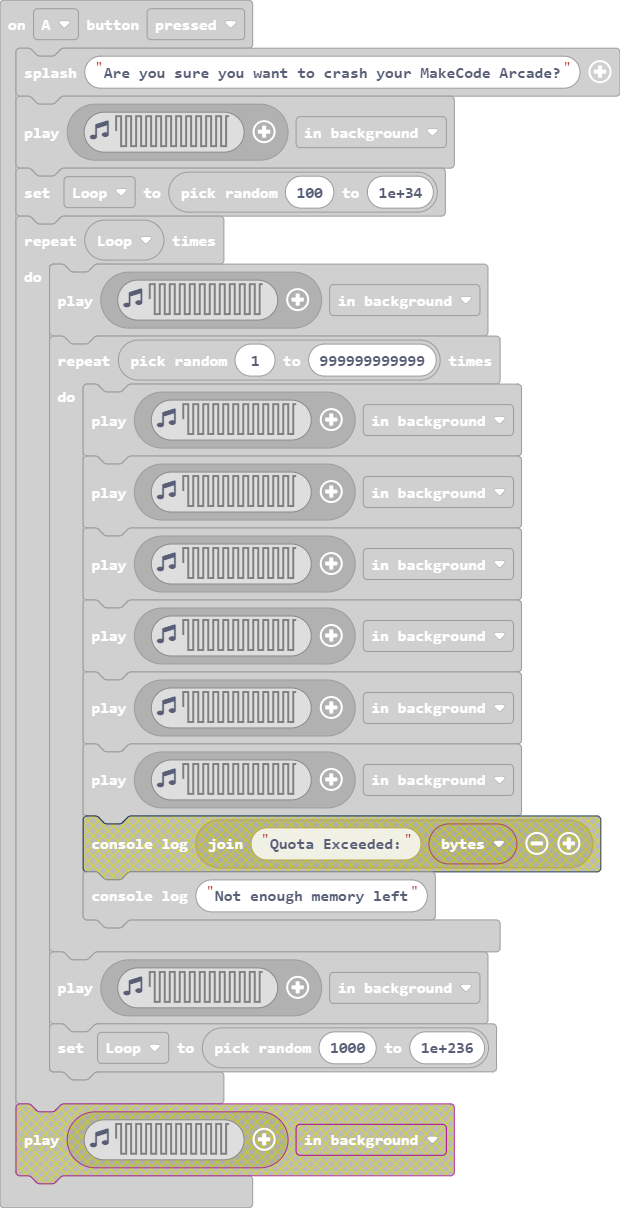 on A button pressed
splash "Are you sure you want to crash your MakeCode Arcade?"
play in background
set Loop to pick random 100 to 1e+34
repeat Loop times
do
play in background
repeat pick random 1 to 999999999999 times
do
play in background
play in background
play in background
play in background
play in background
play in background
console log join "Quota Exceeded:" bytes
console log "Not enough memory left"
play in background
set Loop to pick random 1000 to 1e+236
play in background